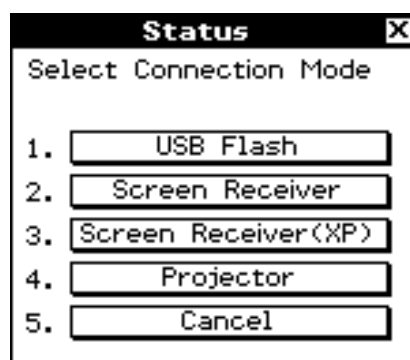 Status X
Select Connection Mode
1. USB Flash
2. Screen Receiver
3. Screen Receiver(XP)
4. Projector
5. Cancel